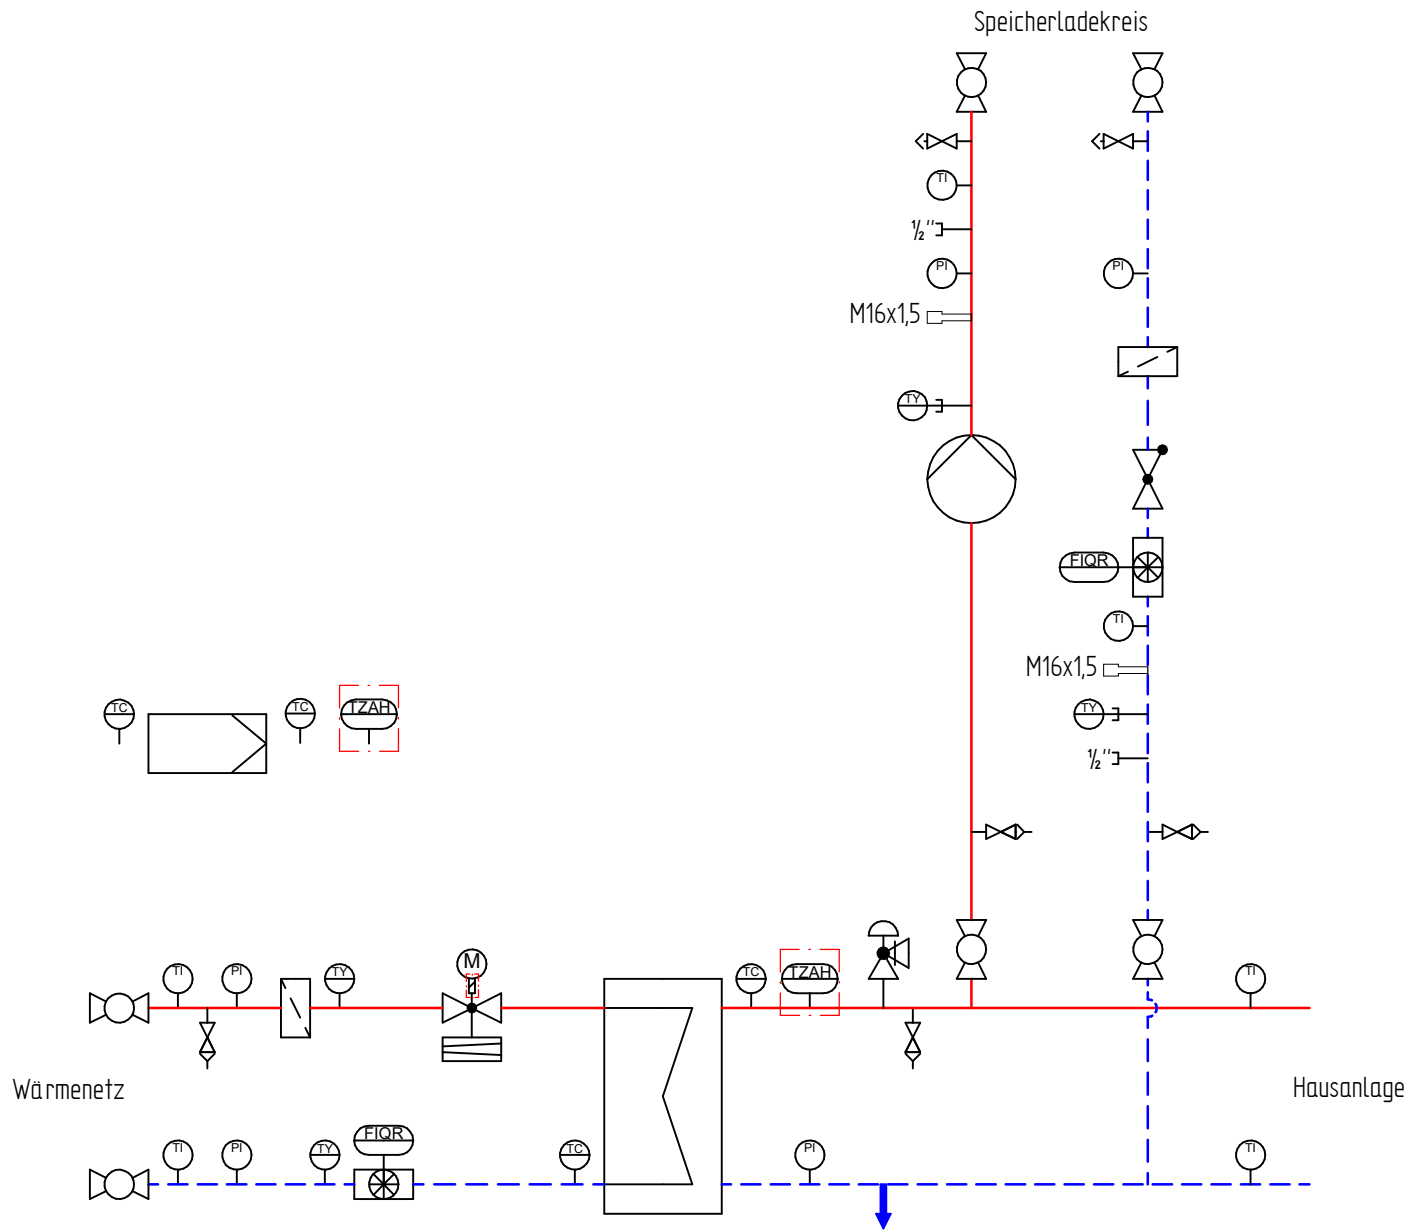 Speicherladekreis
TI
½"
PI
PI
M16x1,5
TY
FIQR
TI
M16x1,5
TC
TC
TZAH
TY
½"
TI
PI
TY
M
TC
TZAH
TI
Wärmenetz
Hausanlage
TI
PI
TY
FIQR
TC
PI
TI